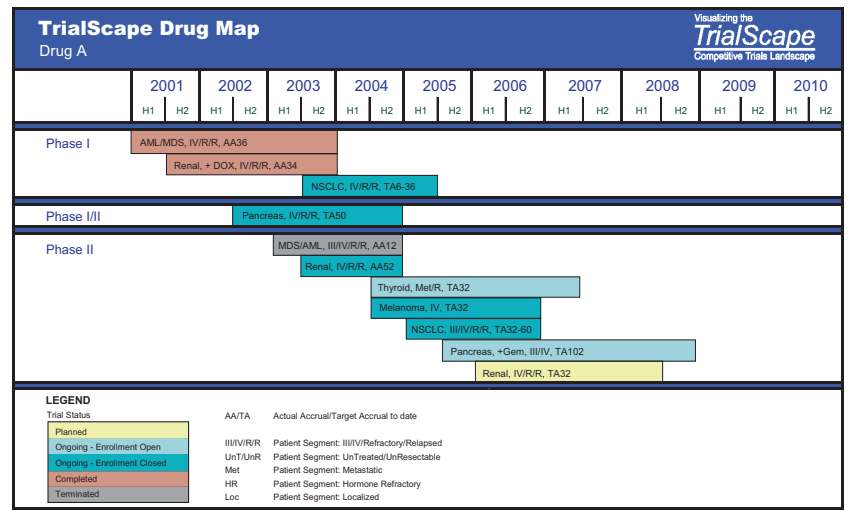 TrialScape Drug Map
Drug A
Visualizing the
TrialScape
Competitive Trials Landscape
2001 2002 2003 2004 2005 2006 2007 2008 2009 2010
H1 H2 H1 H2 H1 H2 H1 H2 H1 H2 H1 H2 H1 H2 H1 H2 H1 H2 H1 H2
Phase I
AML/MDS, IV/R/R, AA36
Renal, + DOX, IV/R/R, AA34
NSCLC, IV/R/R, TA6-36
Phase I/II
Pancreas, IV/R/R, TA50
Phase II
MDS/AML, III/IV/R/R, AA12
Renal, IV/R/R, AA52
Thyroid, Met/R, TA32
Melanoma, IV, TA32
NSCLC, III/IV/R/R, TA32-60
Pancreas, +Gem, III/IV, TA102
Renal, IV/R/R, TA32
LEGEND
Trial Status
Planned
Ongoing - Enrollment Open
Ongoing - Enrollment Closed
Completed
Terminated
AA/TA Actual Accrual/Target Accrual to date
III/IV/R/R Patient Segment: III/IV/Refractory/Relapsed
UnT/UnR Patient Segment: UnTreated/UnResectable
Met Patient Segment: Metastatic
HR Patient Segment: Hormone Refractory
Loc Patient Segment: Localized